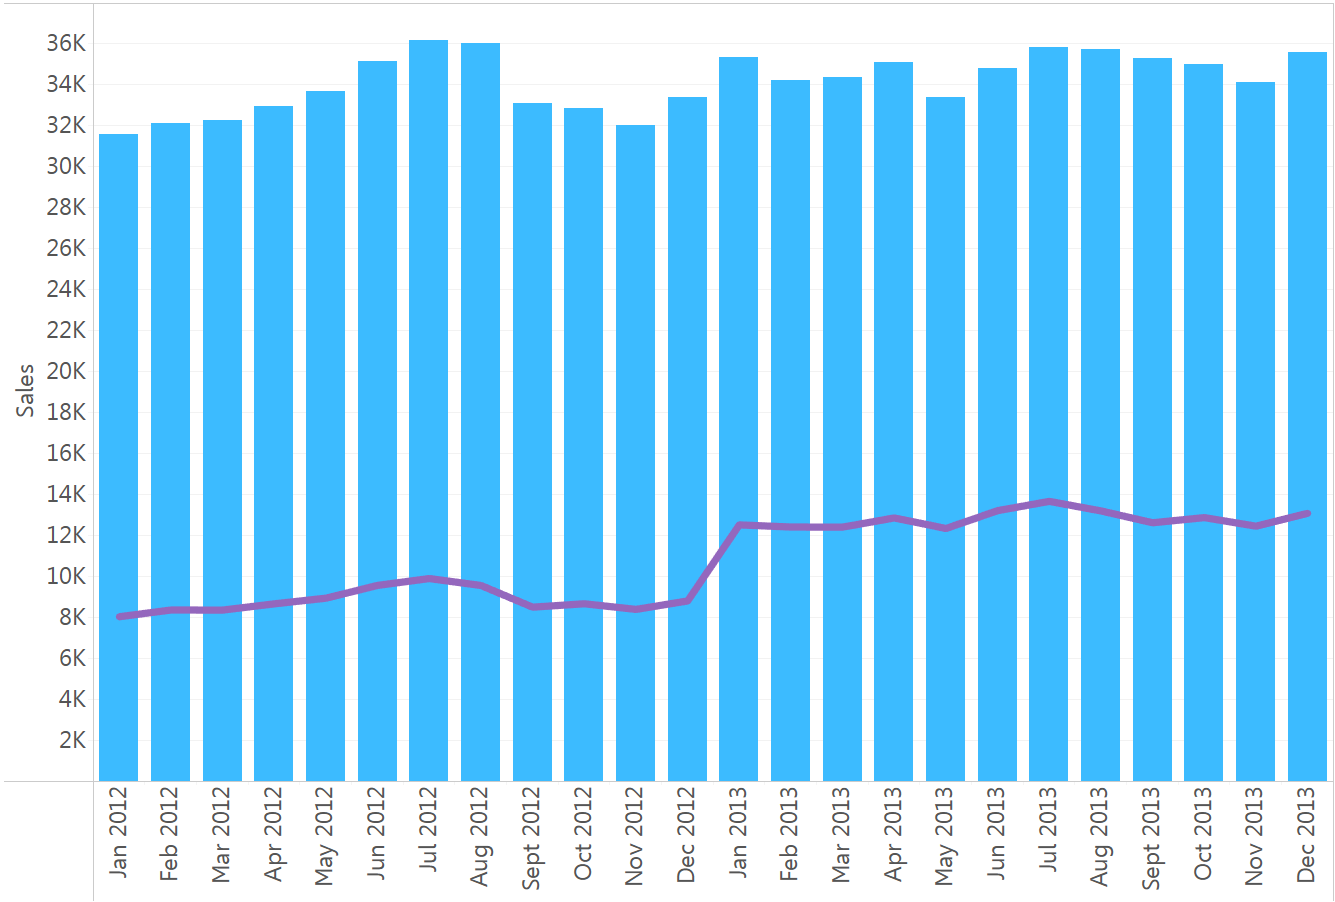 36K
34K
32K
30K
28K
26K
24K
22K
20K
18K
16K
14K
12K
10K
8K
6K
4K
2K
Sales
Jan 2012
Feb 2012
Mar 2012
Apr 2012
May 2012
Jun 2012
Jul 2012
Aug 2012
Sept 2012
Oct 2012
Nov 2012
Dec 2012
Jan 2013
Feb 2013
Mar 2013
Apr 2013
May 2013
Jun 2013
Jul 2013
Aug 2013
Sept 2013
Oct 2013
Nov 2013
Dec 2013